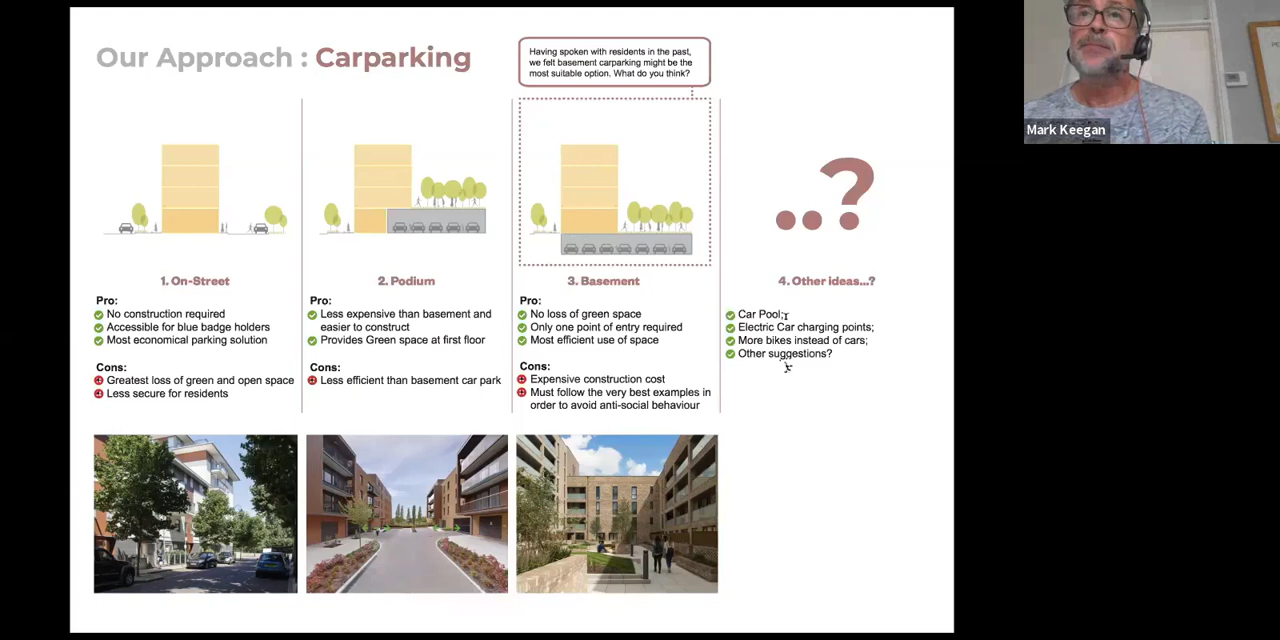 Our Approach : Carparking
Having spoken with residents in the past,
we felt basement carparking might be the
most suitable option. What do you think?
..?
1. On-Street
Pro:
No construction required
Accessible for blue badge holders
Most economical parking solution
Cons:
Greatest loss of green and open space
Less secure for residents
2. Podium
Pro:
Less expensive than basement and
easier to construct
Provides Green space at first floor
Cons:
Less efficient than basement car park
3. Basement
Pro:
No loss of green space
Only one point of entry required
Most efficient use of space
Cons:
Expensive construction cost
Must follow the very best examples in
order to avoid anti-social behaviour
4. Other ideas...?
Car Pool;
Electric Car charging points;
More bikes instead of cars;
Other suggestions?
Mark Keegan